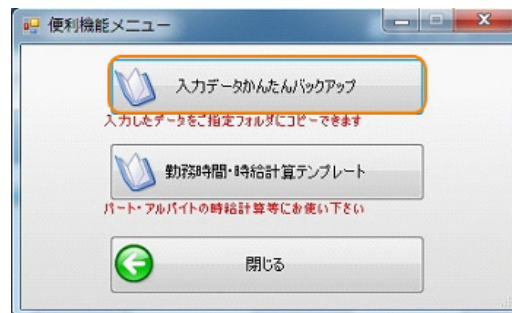 便利機能メニュー
入力データかんたんバックアップ
入力したデータをご指定フォルダにコピーできます
勤務時間・時給計算テンプレート
パート・アルバイトの時給計算等にお使い下さい
閉じる